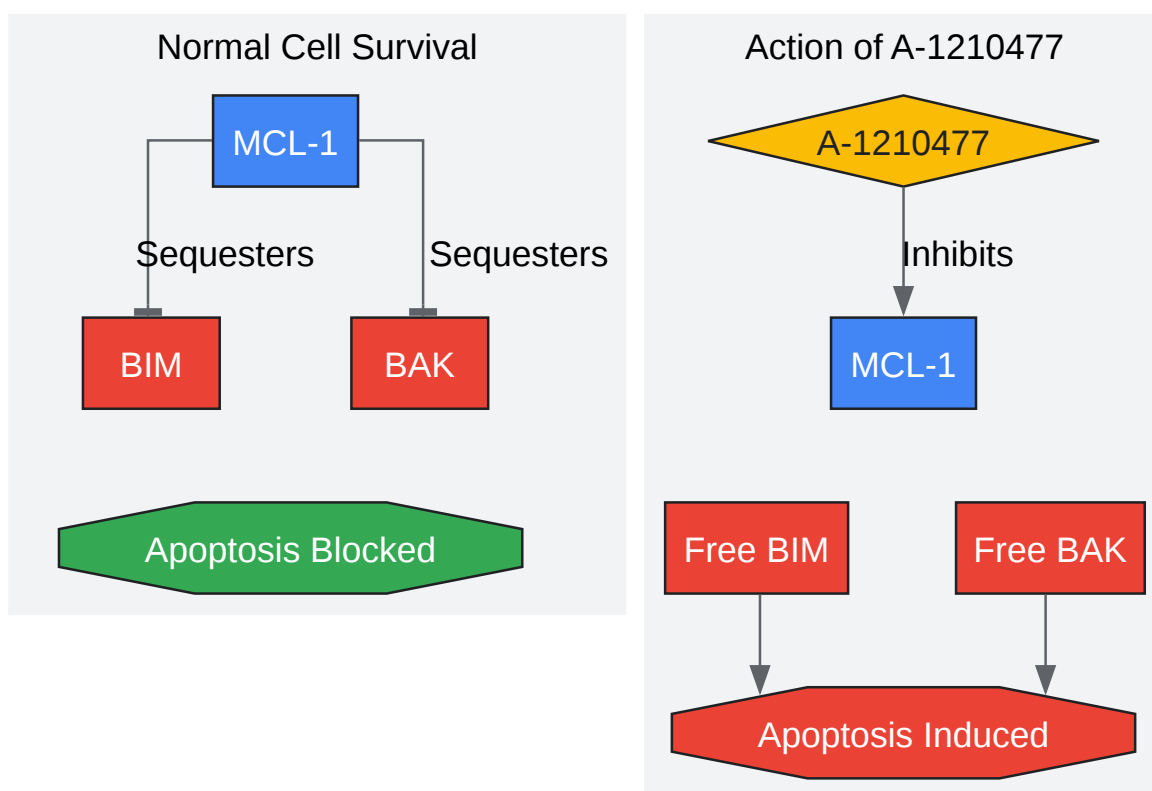 Normal Cell Survival
MCL-1
Sequesters
Sequesters
BIM
BAK
Apoptosis Blocked
Action of A-1210477
A-1210477
Inhibits
MCL-1
Free BIM
Free BAK
Apoptosis Induced